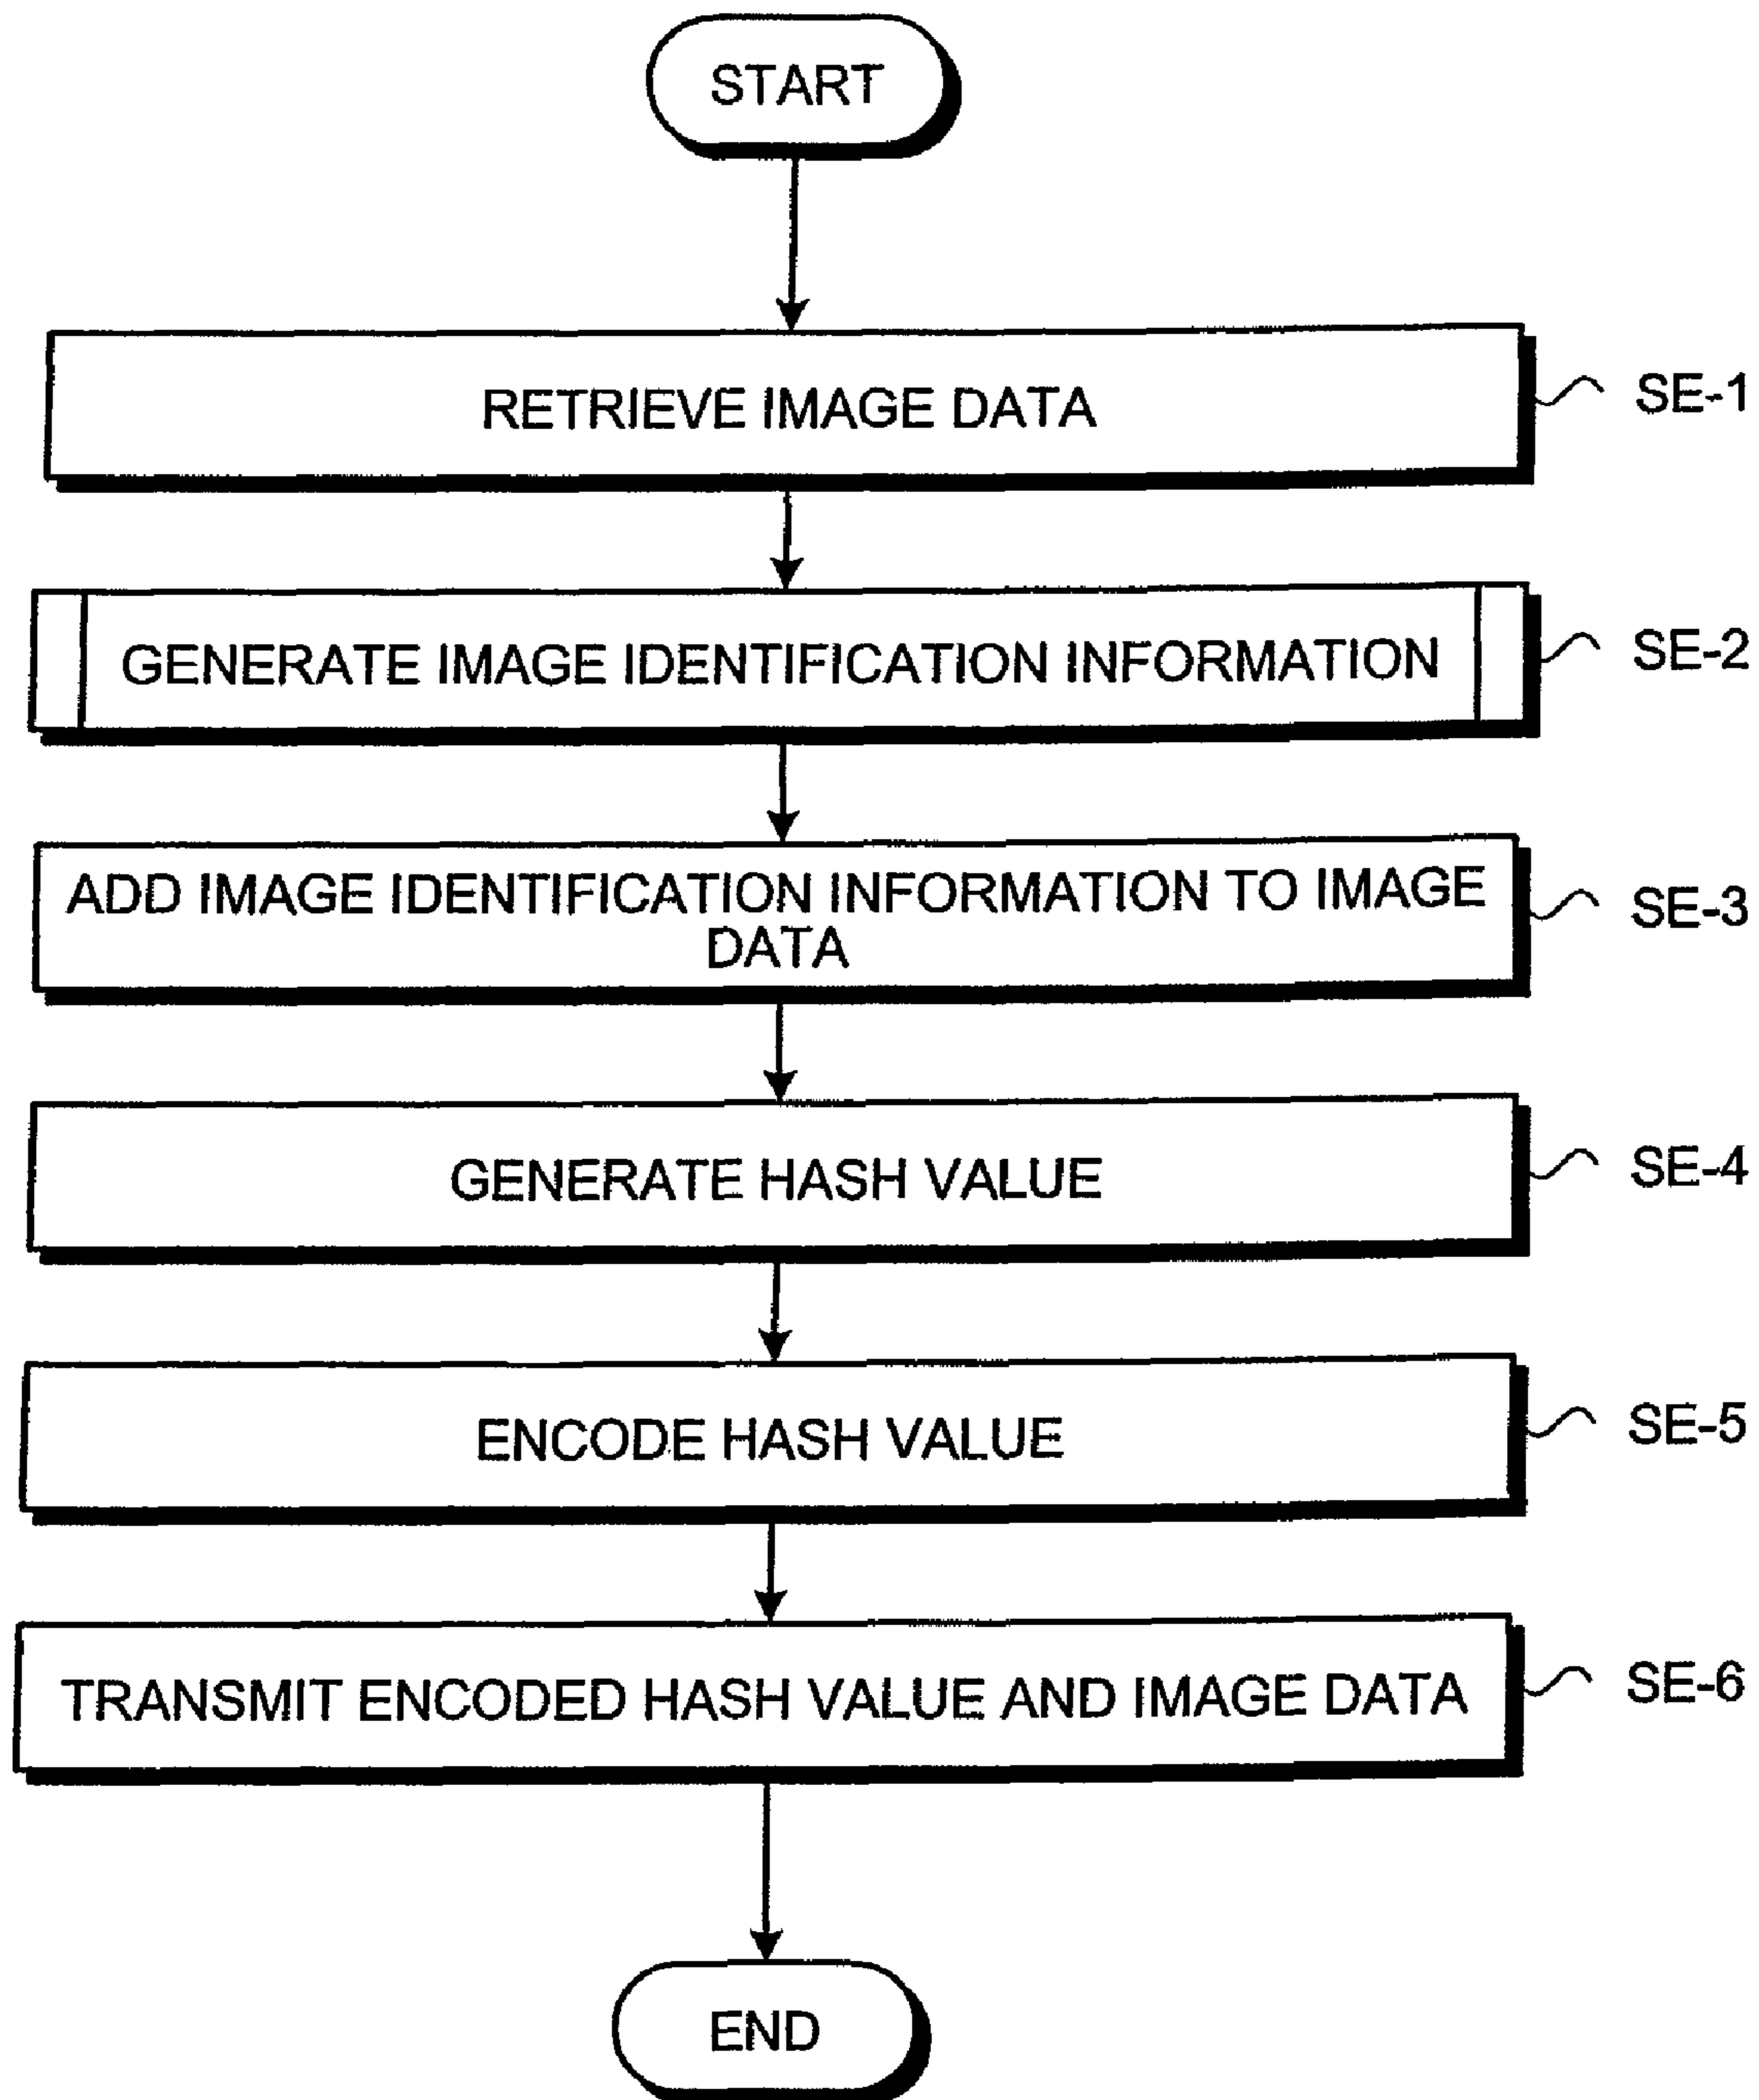 START
RETRIEVE IMAGE DATA
SE-1
GENERATE IMAGE IDENTIFICATION INFORMATION
SE-2
ADD IMAGE IDENTIFICATION INFORMATION TO IMAGE
DATA
SE-3
GENERATE HASH VALUE
SE-4
ENCODE HASH VALUE
SE-5
TRANSMIT ENCODED HASH VALUE AND IMAGE DATA
SE-6
END